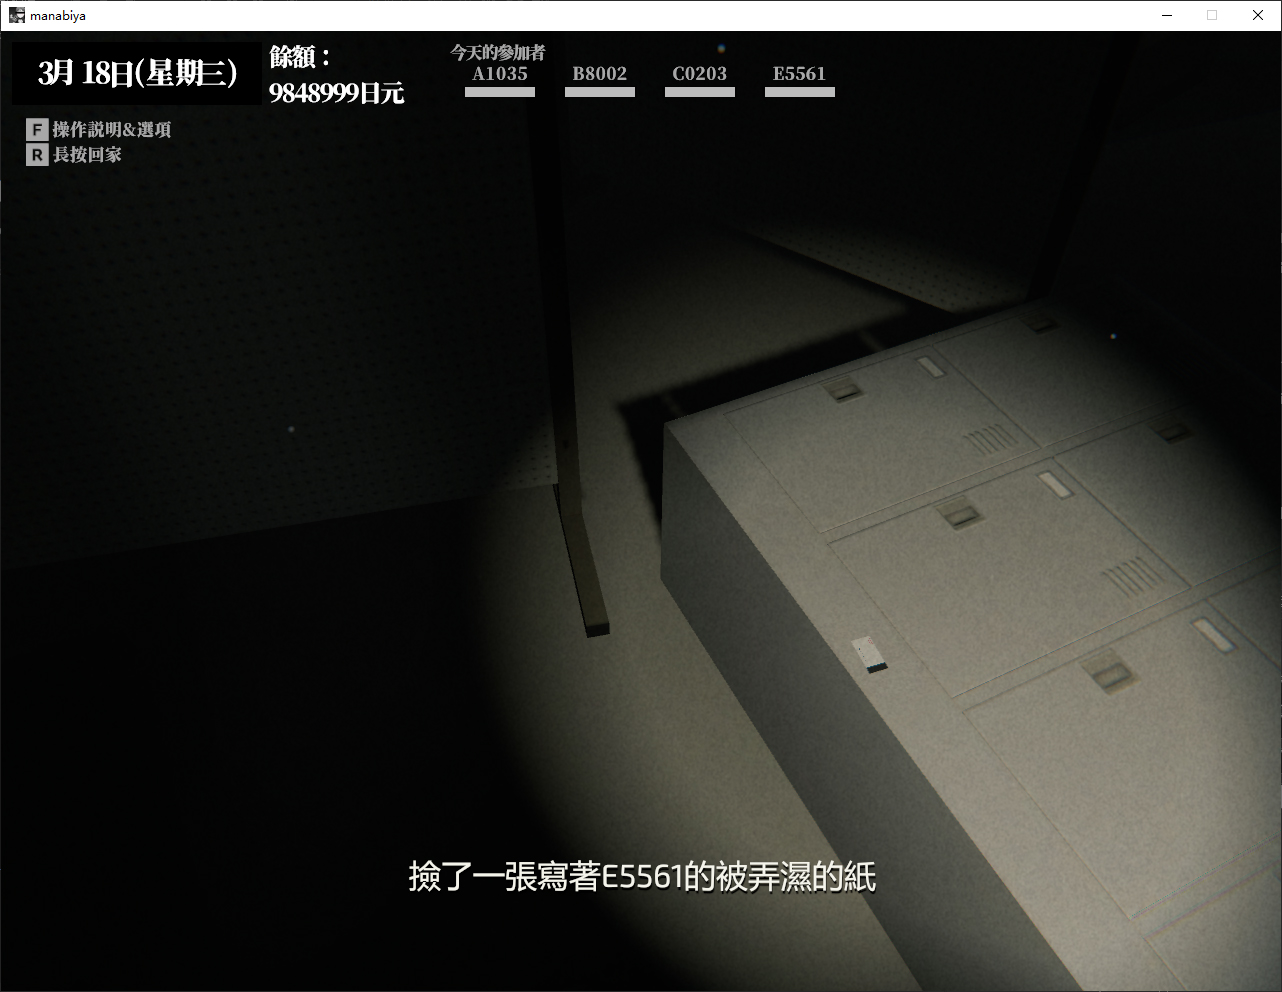 manabiya
3月 18日(星期三)
餘額：
9848999日元
今天的參加者
A1035 B8002 C0203 E5561
F 操作説明&選項
R 長按回家
撿了一張寫著E5561的被弄濕的紙